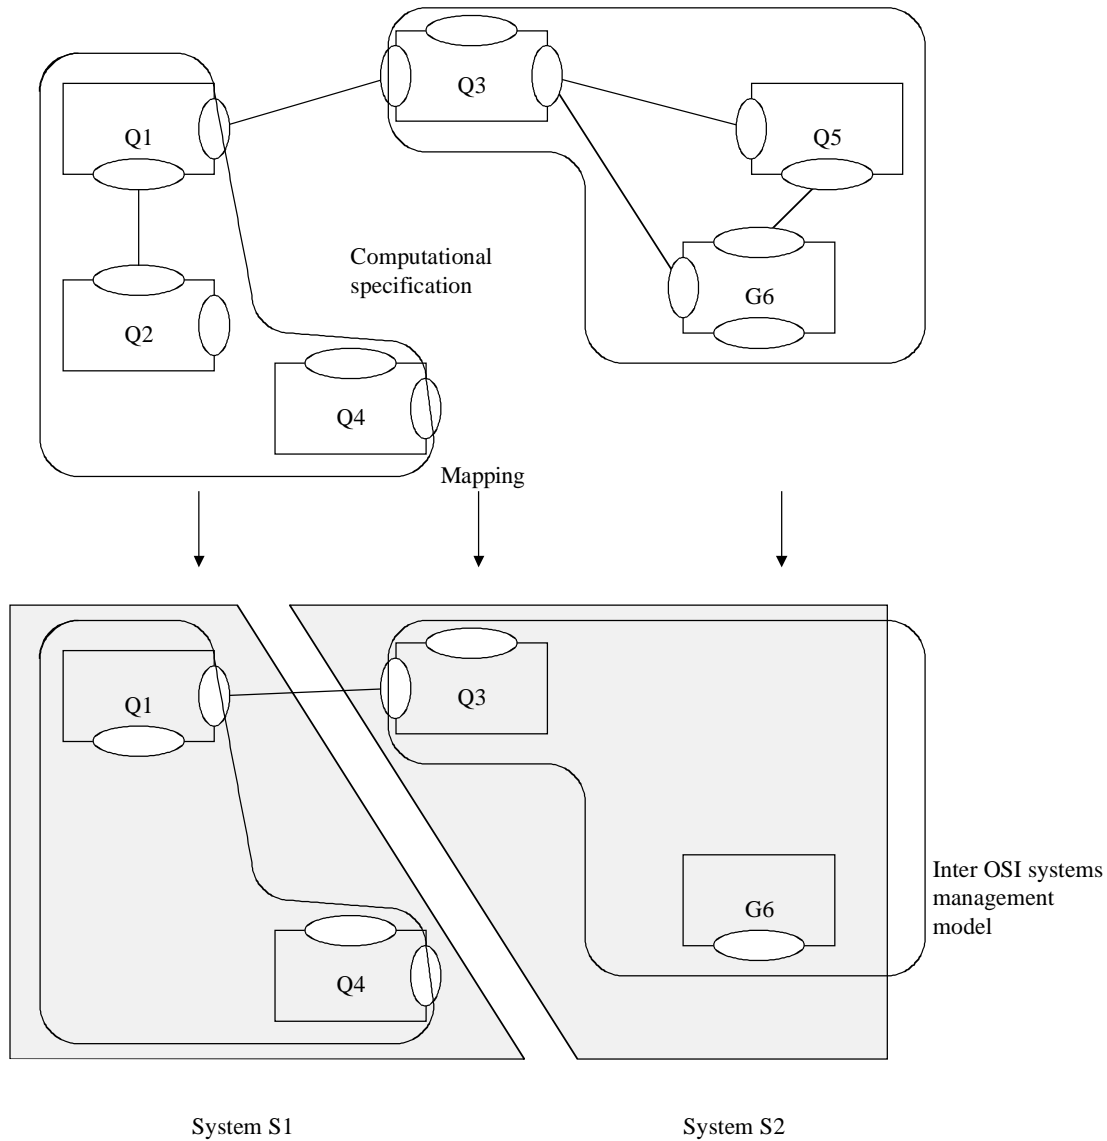 Q3
Q1
Q5
Computational
specification
G6
Q2
Q4
Mapping
Q1
Q3
Inter OSI systems
management
model
G6
Q4
System S1
System S2